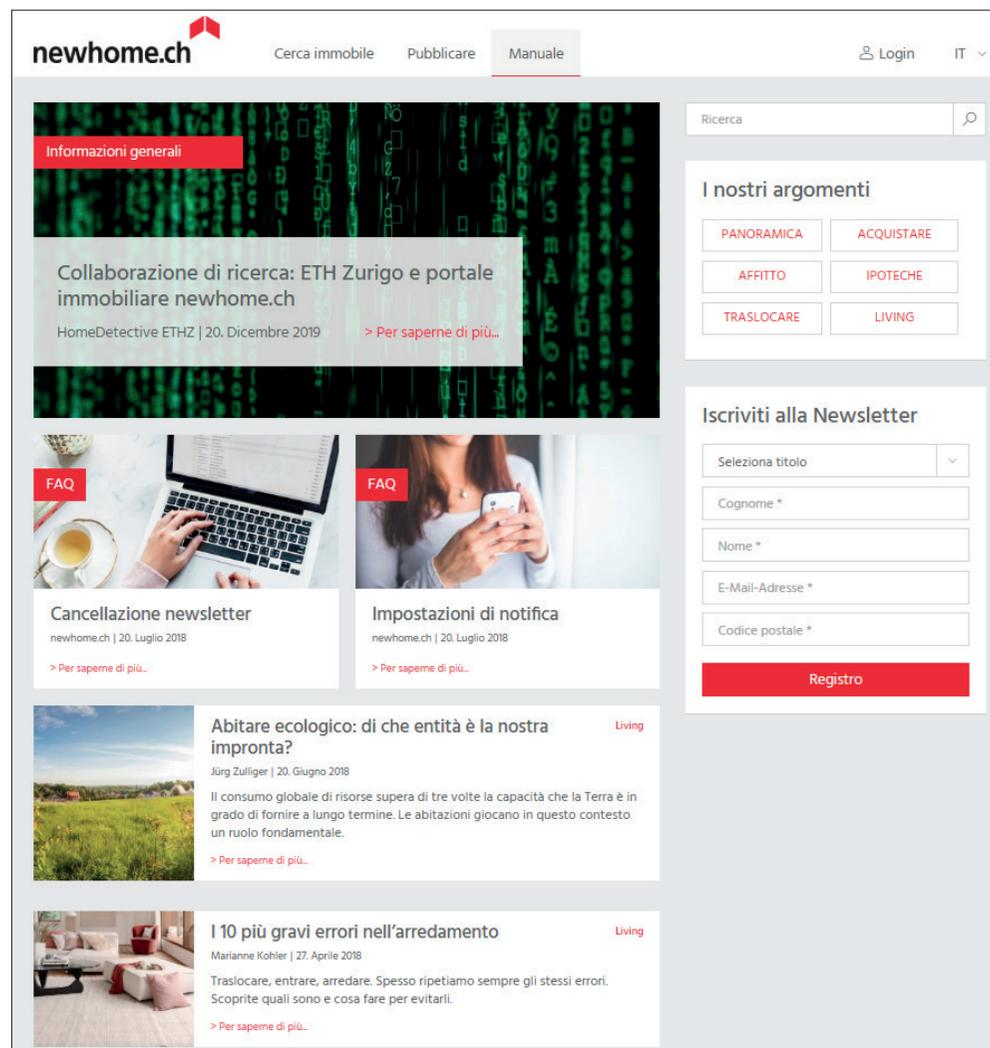 newhome.ch
Cerca immobile
Pubblicare
Manuale
Login
IT
Informazioni generali
Collaborazione di ricerca: ETH Zurigo e portale
immobiliare newhome.ch
HomeDetective ETHZ | 20. Dicembre 2019
> Per saperne di più...
FAQ
Cancellazione newsletter
newhome.ch | 20. Luglio 2018
> Per saperne di più...
FAQ
Impostazioni di notifica
newhome.ch | 20. Luglio 2018
> Per saperne di più...
Abitare ecologico: di che entità è la nostra
impronta?
Living
Jürg Zulliger | 20. Giugno 2018
Il consumo globale di risorse supera di tre volte la capacità che la Terra è in
grado di fornire a lungo termine. Le abitazioni giocano in questo contesto
un ruolo fondamentale.
> Per saperne di più...
I 10 più gravi errori nell'arredamento
Living
Marianne Kohler | 27. Aprile 2018
Traslocare, entrare, arredare. Spesso ripetiamo sempre gli stessi errori.
Scoprite quali sono e cosa fare per evitarli.
> Per saperne di più...
Ricerca
I nostri argomenti
PANORAMICA
ACQUISTARE
AFFITTO
IPOTECHE
TRASLOCARE
LIVING
Iscriviti alla Newsletter
Seleziona titolo
Cognome *
Nome *
E-Mail-Adresse *
Codice postale *
Registro